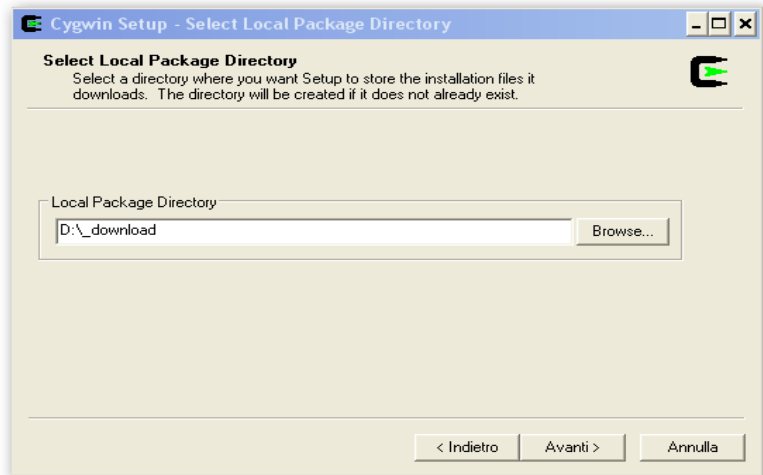 Cygwin Setup - Select Local Package Directory
Select Local Package Directory
Select a directory where you want Setup to store the installation files it
downloads. The directory will be created if it does not already exist.
Local Package Directory
D:\_download
Browse...
< Indietro
Avanti >
Annulla